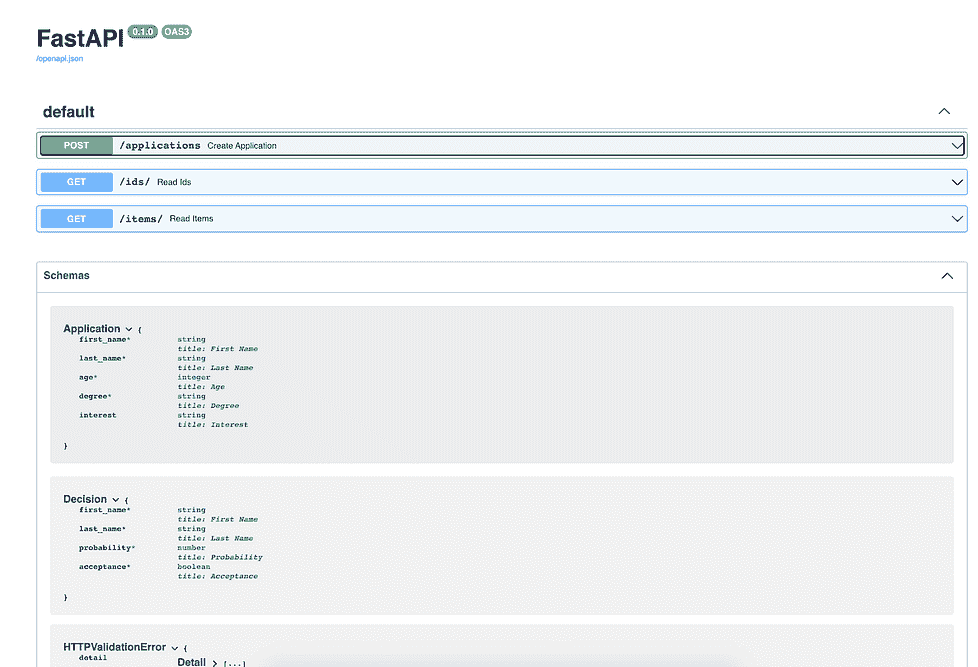 FastAPI 0.1.0 OAS3
/openapi.json
default
POST /applications Create Application
GET /ids/ Read Ids
GET /items/ Read Items
Schemas
Application {
first_name* string
title: First Name
last_name* string
title: Last Name
age* integer
title: Age
degree* string
title: Degree
interest string
title: Interest
}
Decision {
first_name* string
title: First Name
last_name* string
title: Last Name
probability* number
title: Probability
acceptance* boolean
title: Acceptance
}
HTTPValidationError {
detail
Detail > [...]